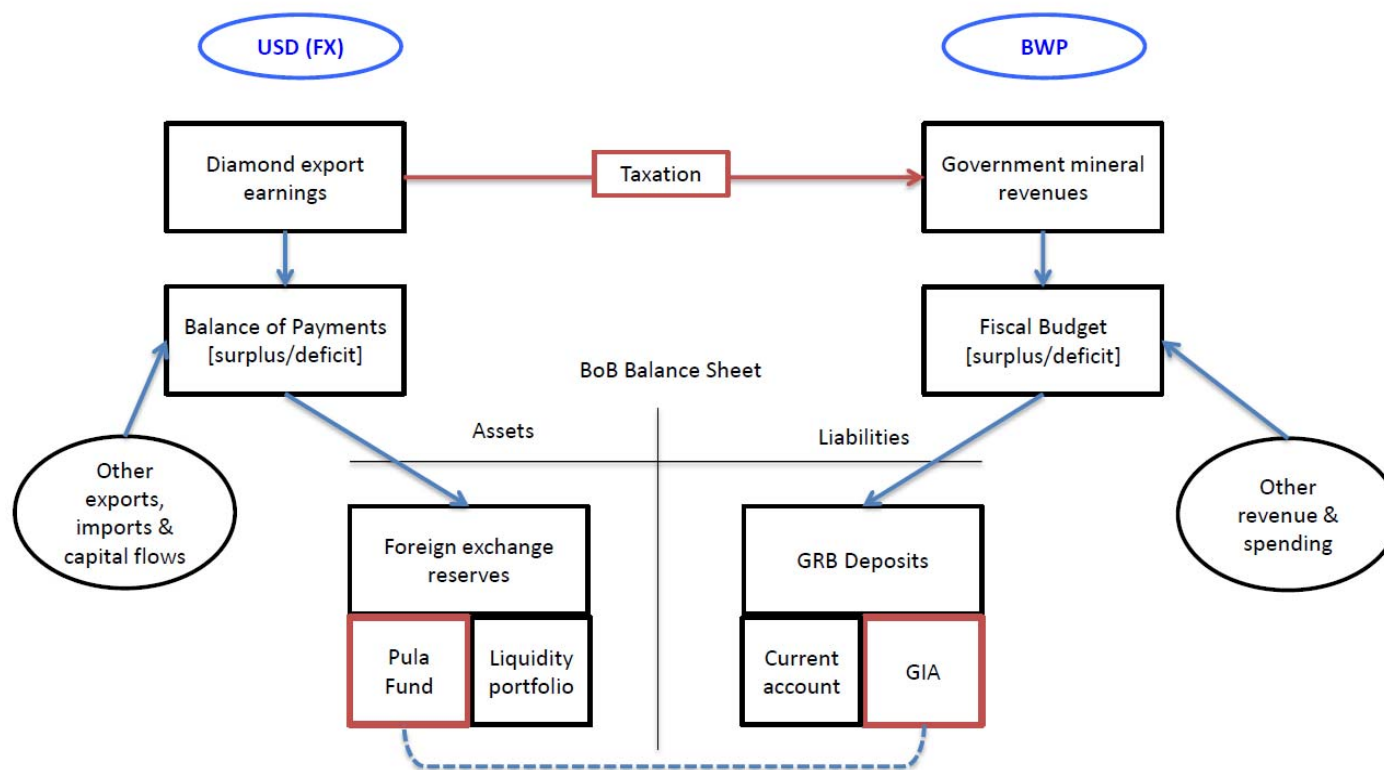 USD (FX)
BWP
Diamond export
earnings
Taxation
Government mineral
revenues
Balance of Payments
[surplus/deficit]
Fiscal Budget
[surplus/deficit]
BoB Balance Sheet
Assets
Liabilities
Other
exports,
imports &
capital flows
Other
revenue &
spending
Foreign exchange
reserves
GRB Deposits
Pula
Fund
Liquidity
portfolio
Current
account
GIA